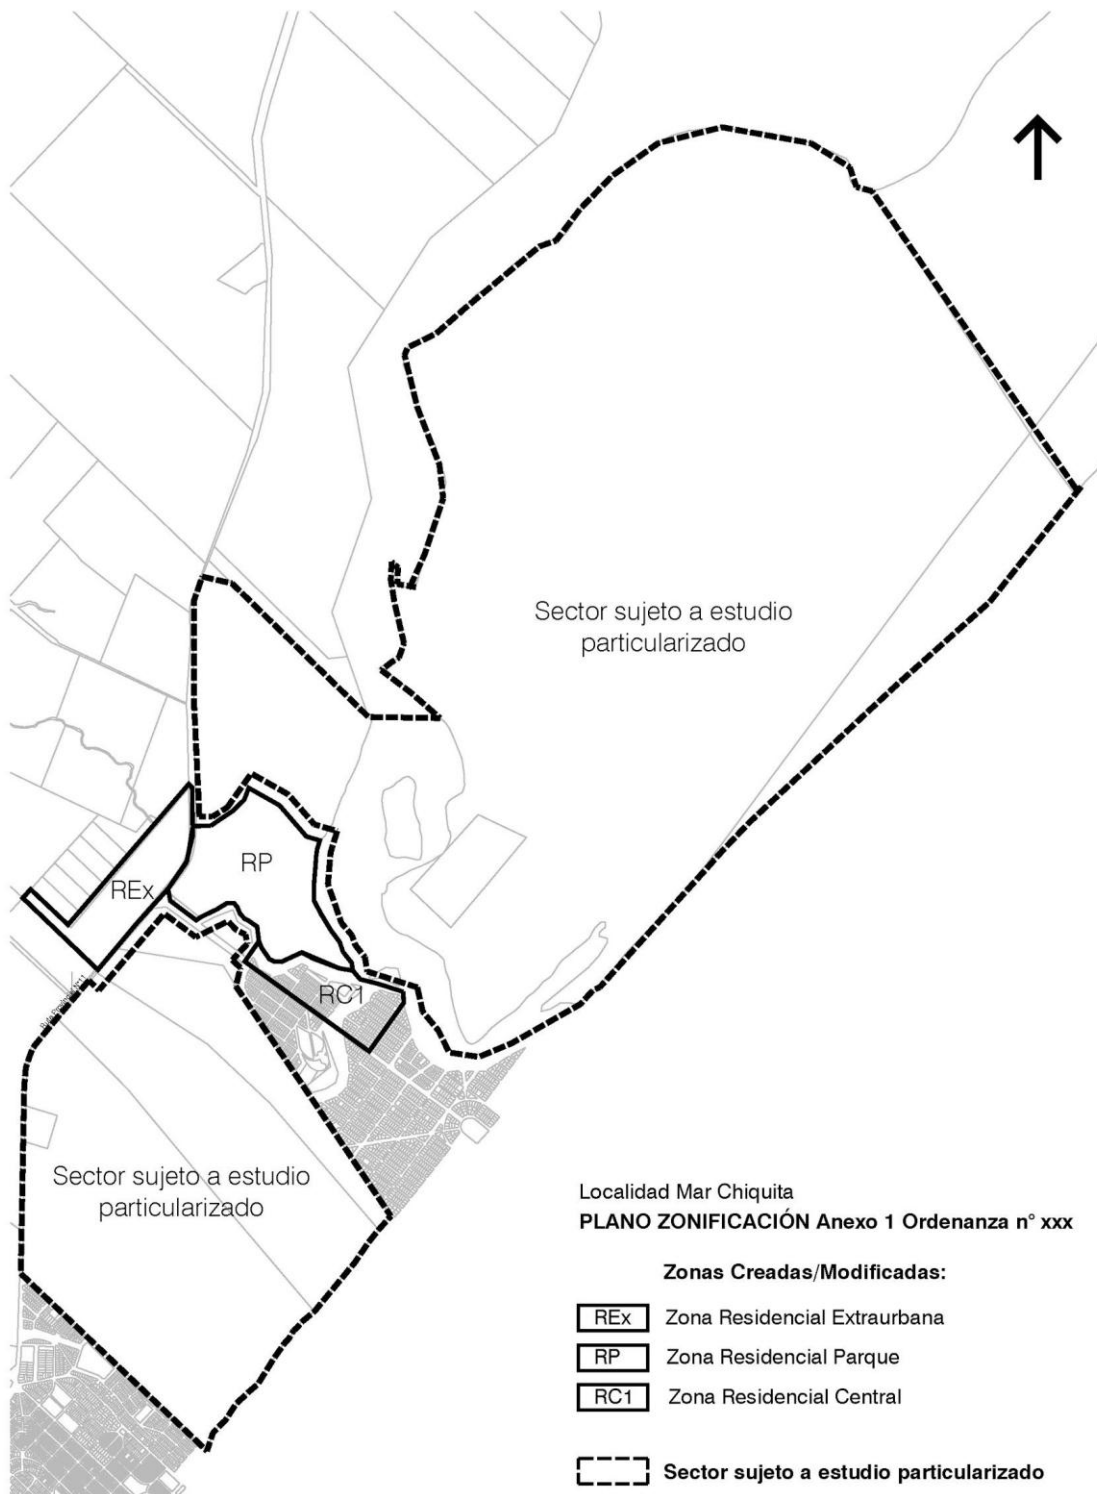 Sector sujeto a estudio
particularizado
RP
REx
RC1
Sector sujeto a estudio
particularizado
Localidad Mar Chiquita
PLANO ZONIFICACIÓN Anexo 1 Ordenanza n° xxx
Zonas Creadas/Modificadas:
REx Zona Residencial Extraurbana
RP Zona Residencial Parque
RC1 Zona Residencial Central
Sector sujeto a estudio particularizado